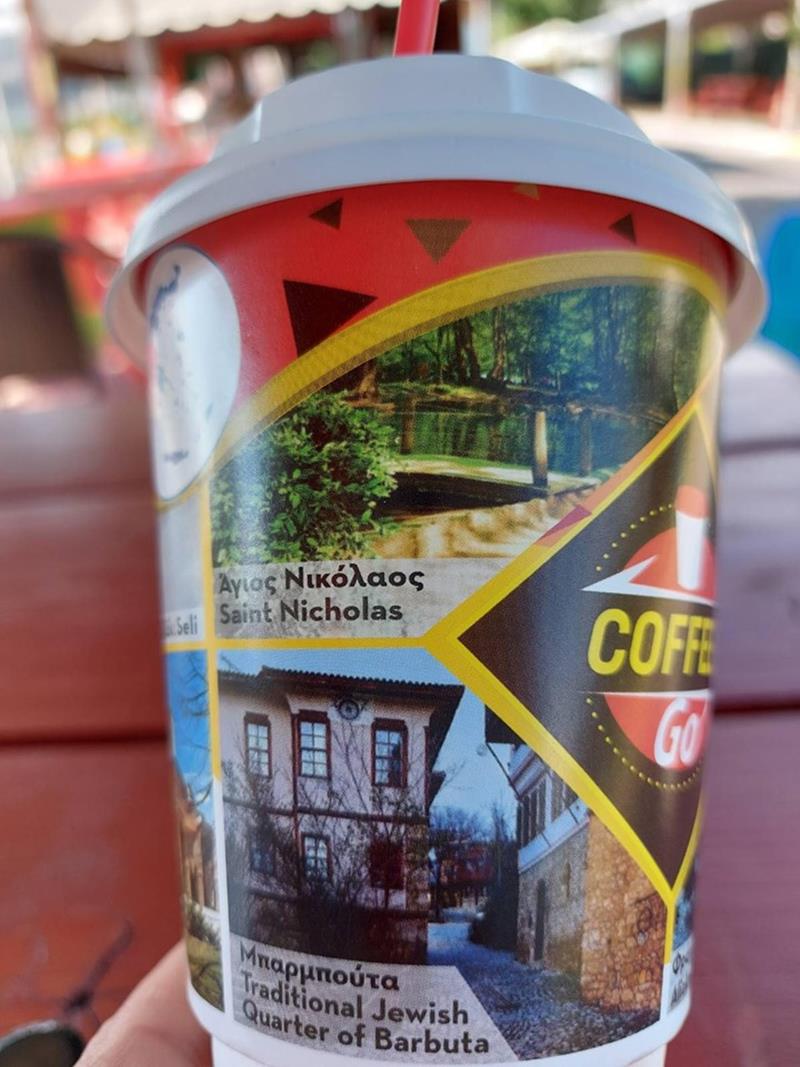 Άγιος Νικόλαος
Saint Nicholas
Seli
COFFEE
Go
Μπαρμπούτα
Traditional Jewish
Quarter of Barbuta